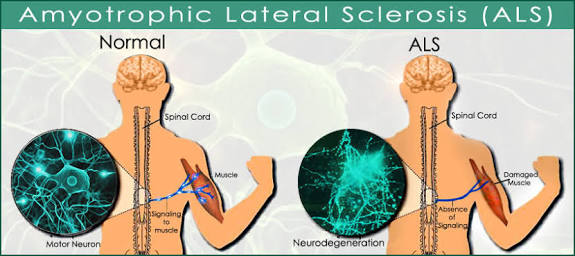 Amyotrophic Lateral Sclerosis (ALS)
Normal
Spinal Cord
Muscle
Signaling
to
muscle
Motor Neuron
ALS
Spinal Cord
Damaged
Muscle
Absence
of
Signaling
Neurodegeneration